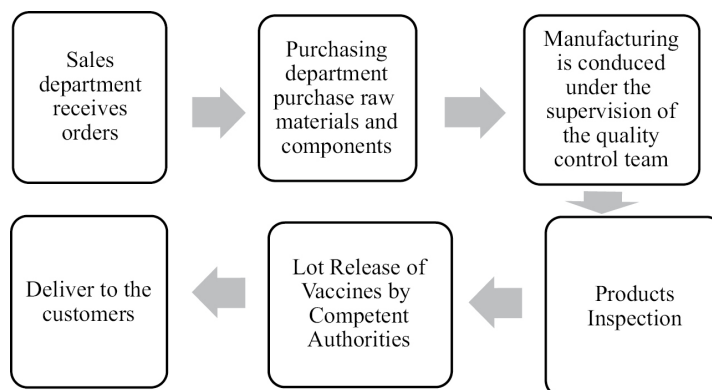 Sales
department
receives
orders
Purchasing
department
purchase raw
materials and
components
Manufacturing
is conduced
under the
supervision of
the quality
control team
Products
Inspection
Lot Release of
Vaccines by
Competent
Authorities
Deliver to the
customers